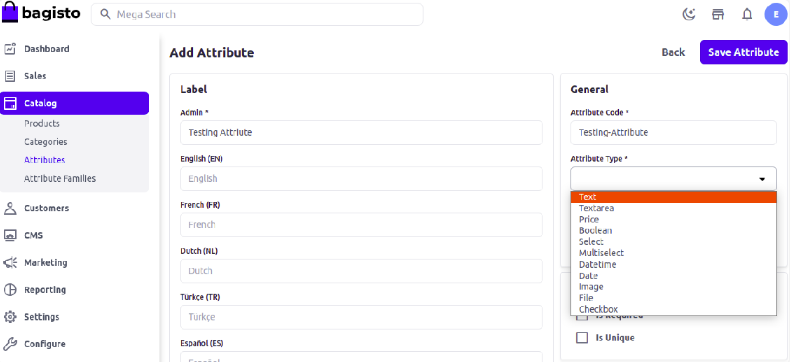 bagisto
Mega Search
E
Dashboard
Sales
Catalog
Products
Categories
Attributes
Attribute Families
Customers
CMS
Marketing
Reporting
Settings
Configure
Add Attribute
Back
Save Attribute
Label
Admin *
Testing Attriute
English (EN)
English
French (FR)
French
Dutch (NL)
Dutch
Türkçe (TR)
Türkçe
Español (ES)
Español
General
Attribute Code *
Testing-Attribute
Attribute Type *
Text
Textarea
Price
Boolean
Select
Multiselect
Datetime
Date
Image
File
Checkbox
Is Required
Is Unique